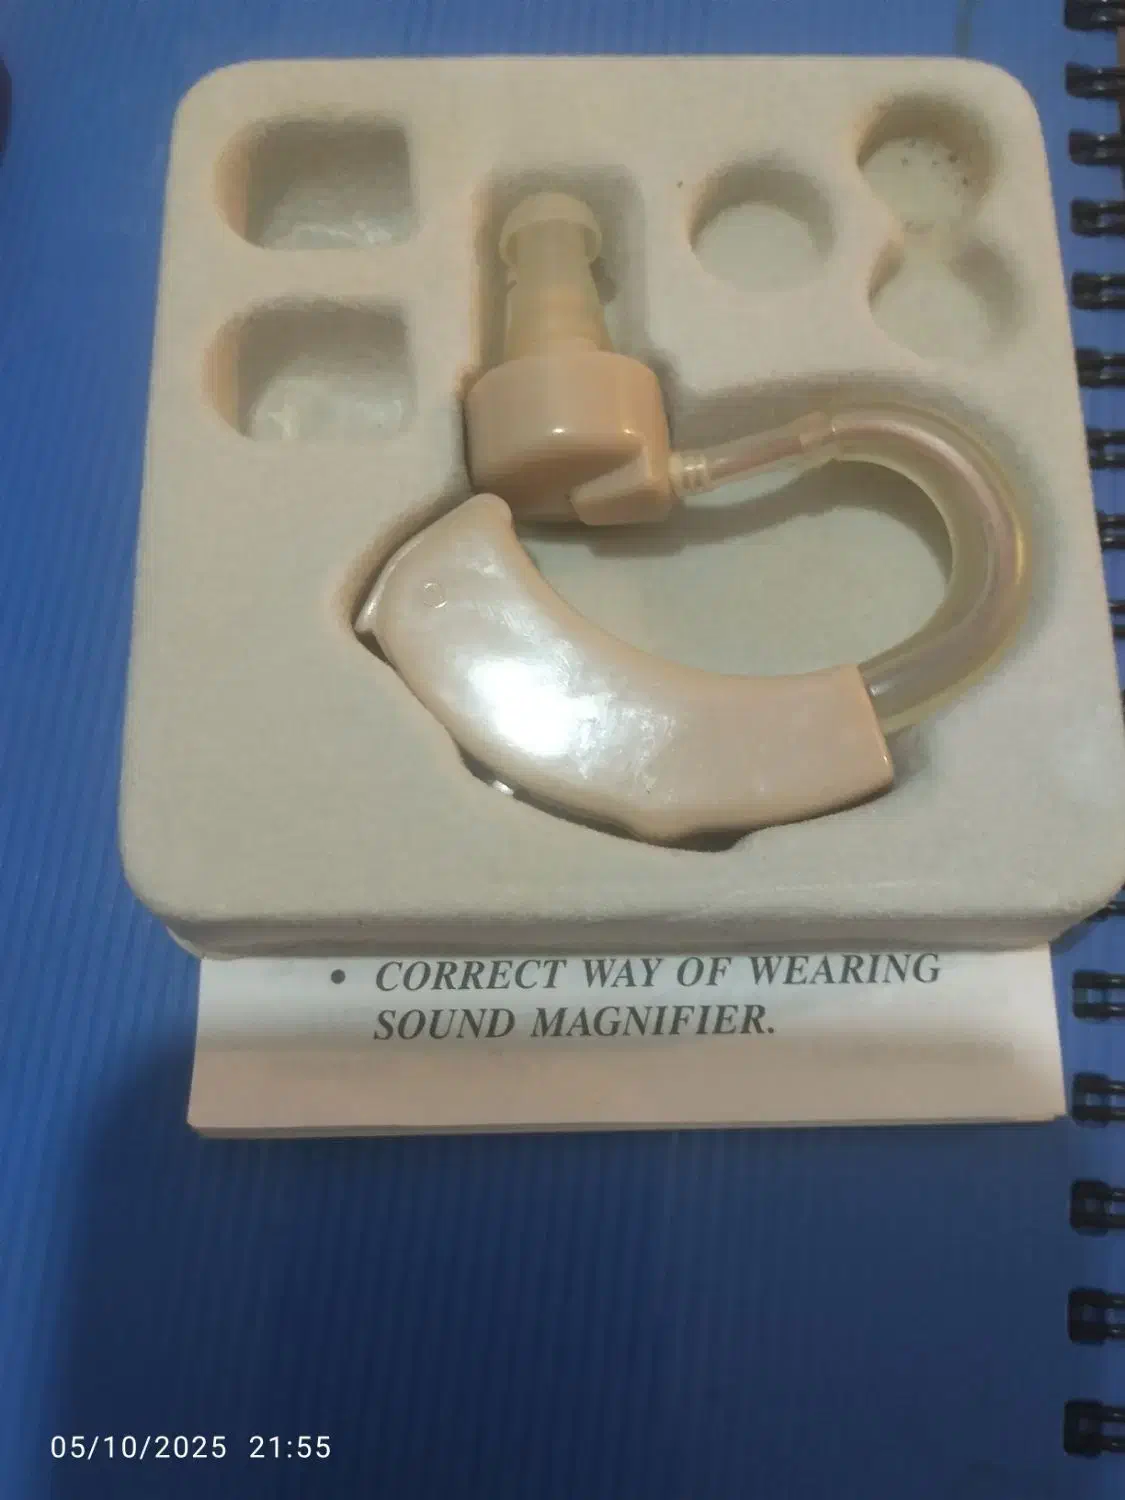 • CORRECT WAY OF WEARING
SOUND MAGNIFIER.
05/10/2025 21:55